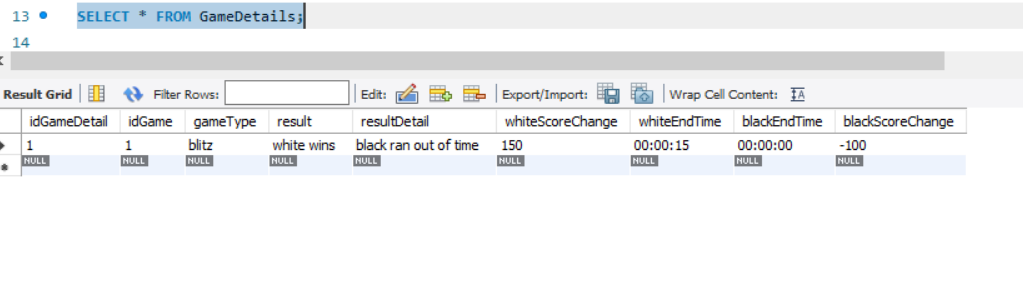 13 SELECT * FROM GameDetails;
14
Result Grid Filter Rows: Edit: Export/Import: Wrap Cell Content:
idGameDetail idGame gameType result resultDetail whiteScoreChange whiteEndTime blackEndTime blackScoreChange
1 1 blitz white wins black ran out of time 150 00:00:15 00:00:00 -100
NULL NULL NULL NULL NULL NULL NULL NULL NULL